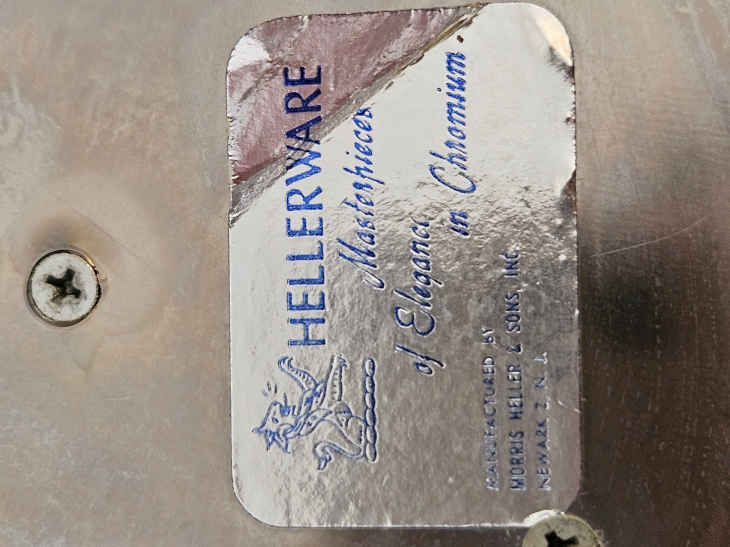 HELLERWARE
Masterpieces
of Elegance
in Chromium
MANUFACTURED BY
MORRIS HELLER & SONS, INC.
NEWARK 2, N. J.